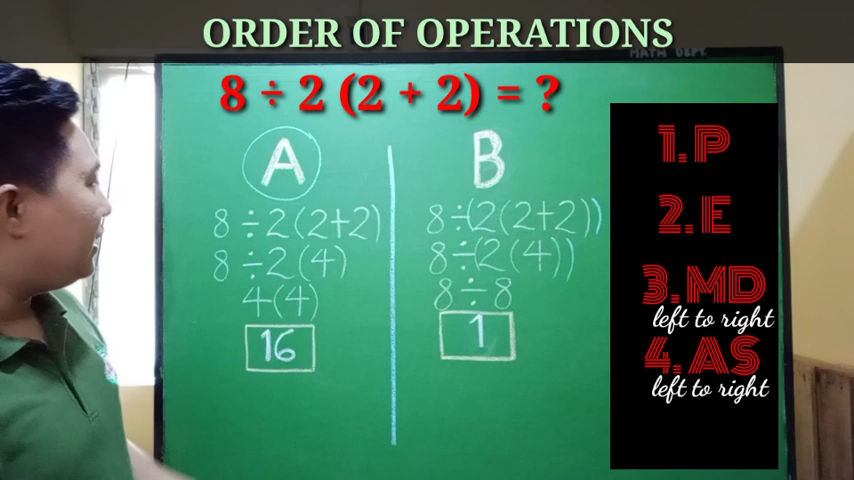 MATH DEPT.
ORDER OF OPERATIONS
8 ÷ 2 (2 + 2) = ?
A
8 ÷ 2(2+2)
8 ÷ 2(4)
4(4)
16
B
8 ÷ (2(2+2))
8 ÷ (2(4))
8 ÷ 8
1
1. P
2. E
3. MD
left to right
4. AS
left to right